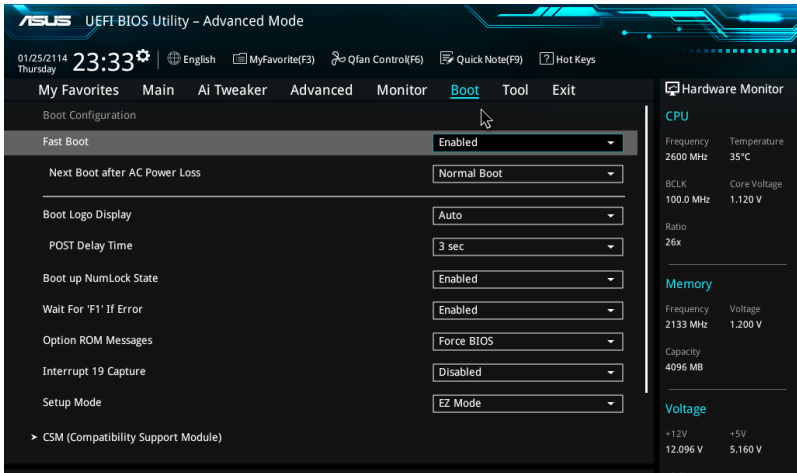 ASUS UEFI BIOS Utility – Advanced Mode
01/25/2114
Thursday
23:33
English
MyFavorite(F3)
Qfan Control(F6)
Quick Note(F9)
? Hot Keys
My Favorites Main Ai Tweaker Advanced Monitor Boot Tool Exit
Boot Configuration
Fast Boot Enabled
Next Boot after AC Power Loss Normal Boot
Boot Logo Display Auto
POST Delay Time 3 sec
Boot up NumLock State Enabled
Wait For 'F1' If Error Enabled
Option ROM Messages Force BIOS
Interrupt 19 Capture Disabled
Setup Mode EZ Mode
CSM (Compatibility Support Module)
Hardware Monitor
CPU
Frequency Temperature
2600 MHz 35°C
BCLK Core Voltage
100.0 MHz 1.120 V
Ratio
26x
Memory
Frequency Voltage
2133 MHz 1.200 V
Capacity
4096 MB
Voltage
+12V +5V
12.096 V 5.160 V